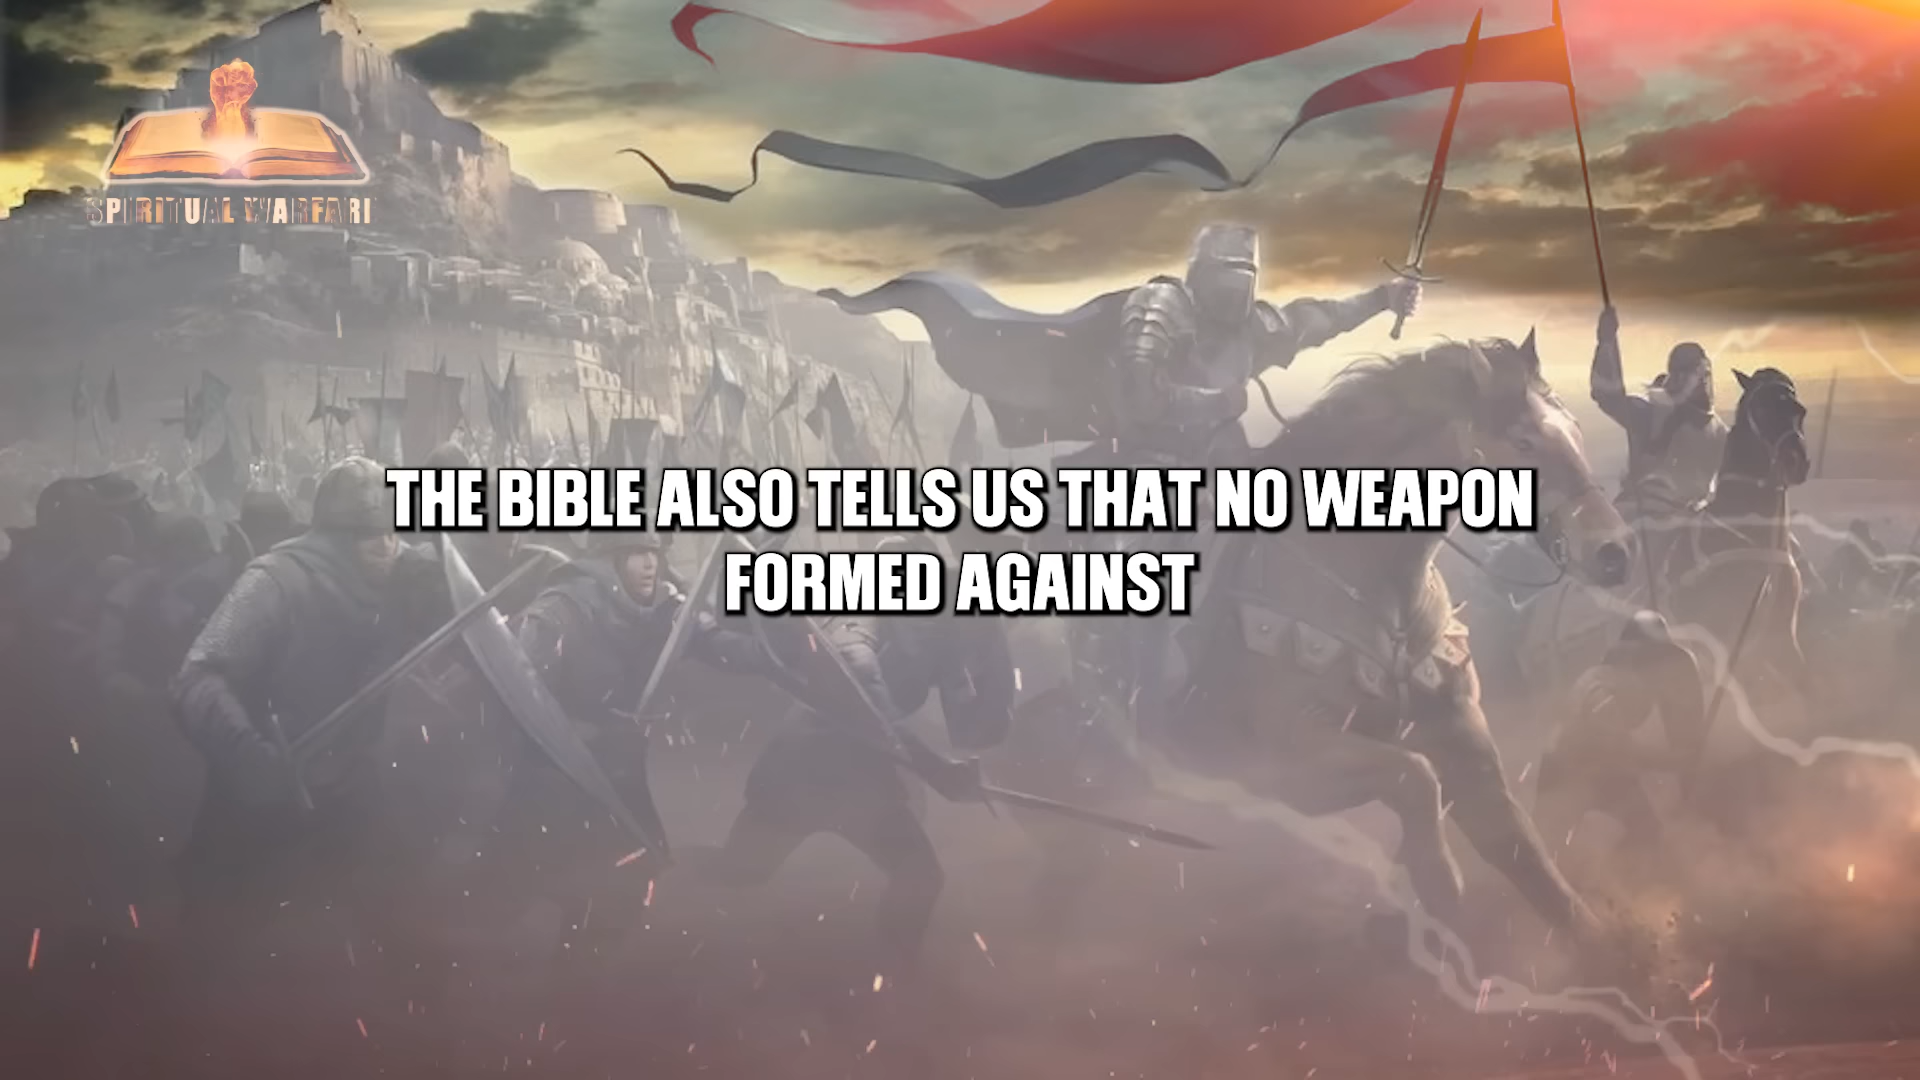 SPIRITUAL WARFARE
THE BIBLE ALSO TELLS US THAT NO WEAPON
FORMED AGAINST